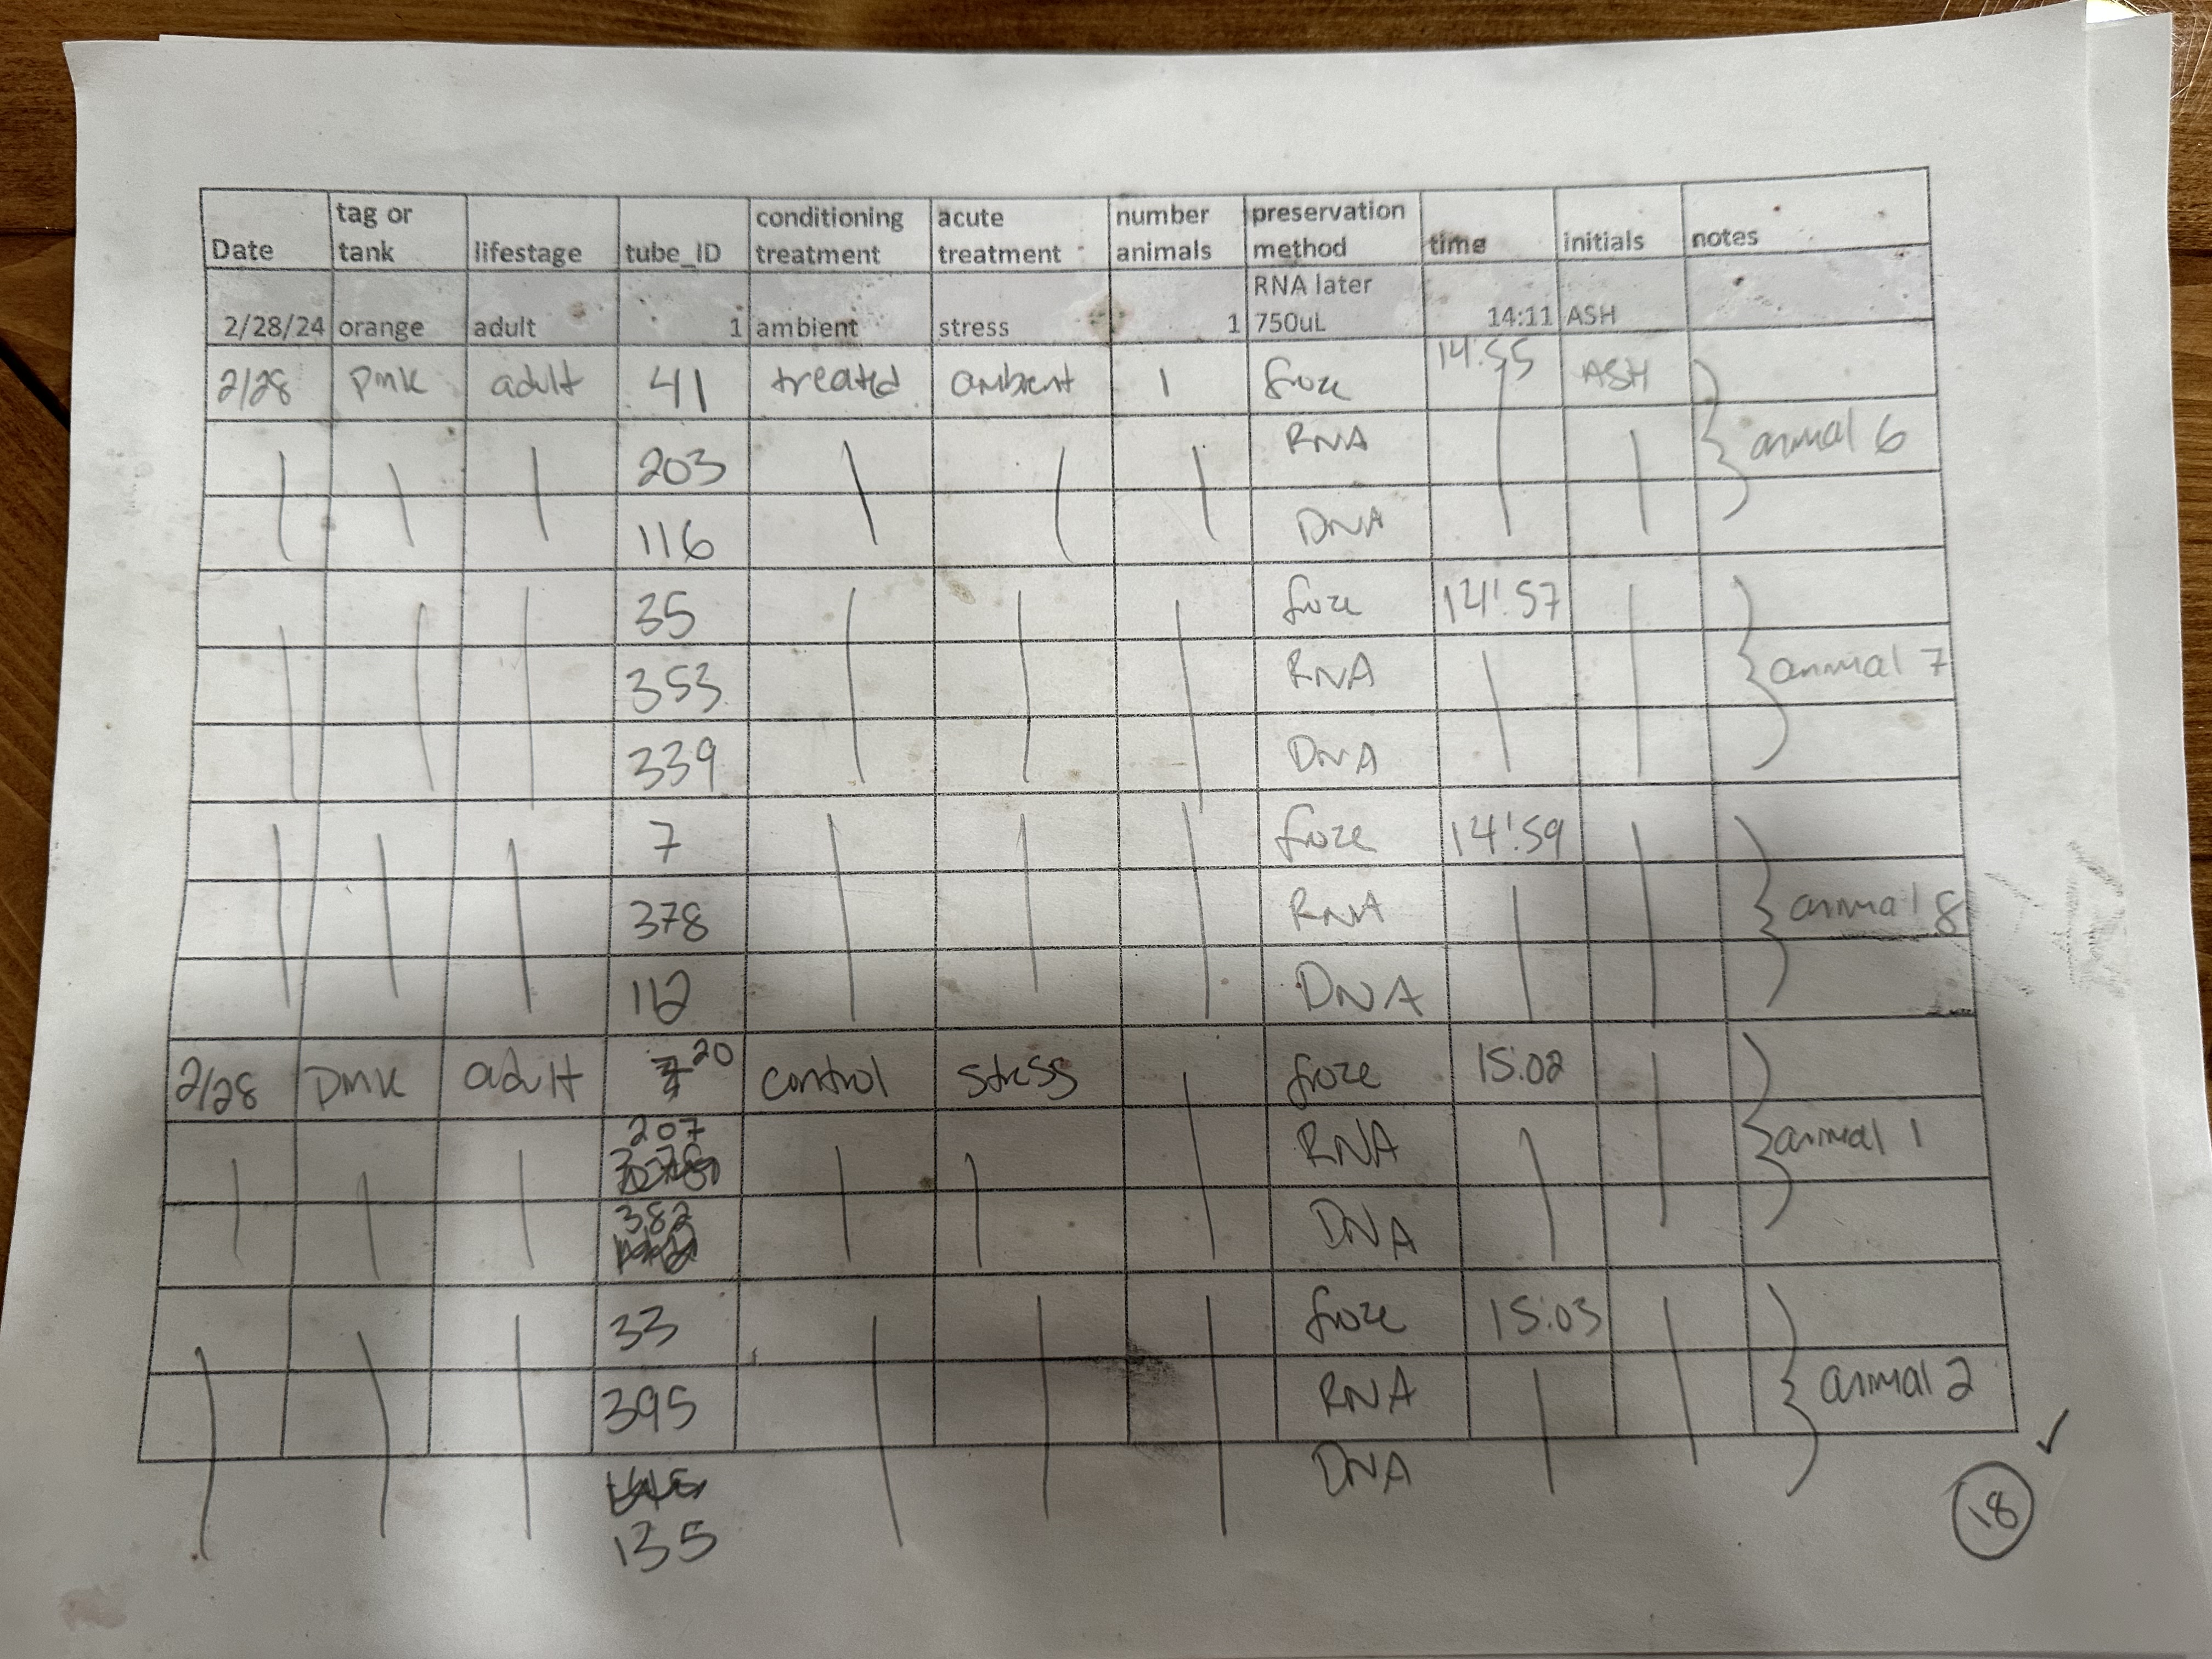 Date tag or tank lifestage tube_ID conditioning treatment acute treatment number animals preservation method time initials notes
2/28/24 orange adult 1 ambient stress 1 RNA later 750uL 14:11 ASH
2/28 pink adult 41 treated ambient 1 froze 14:55 ASH
203 RNA } animal 6
116 DNA
35 froze 14:57
353 RNA } animal 7
339 DNA
7 froze 14:59
378 RNA } animal 8
112 DNA
2/28 pink adult 20 control stress froze 15:02
207 RNA } animal 1
382 DNA
33 froze 15:03
395 RNA } animal 2
135 DNA
18 ✓